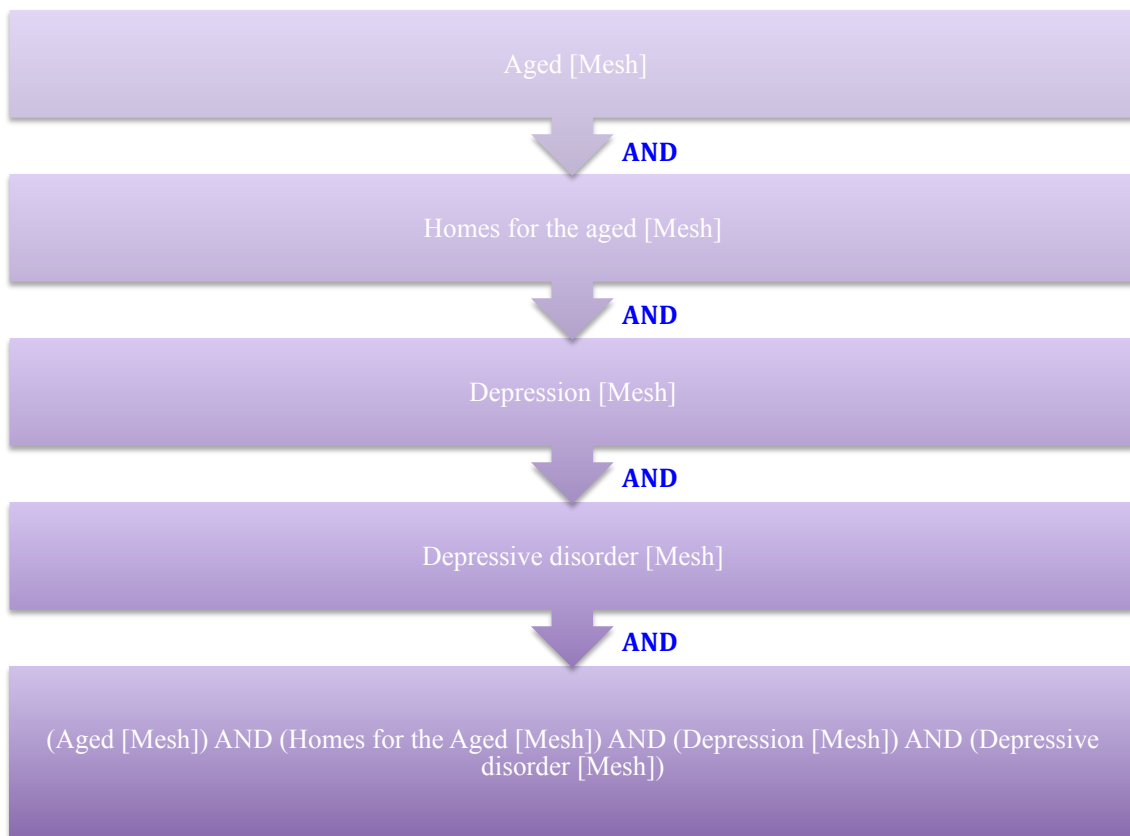 Aged [Mesh]
AND
Homes for the aged [Mesh]
AND
Depression [Mesh]
AND
Depressive disorder [Mesh]
AND
(Aged [Mesh]) AND (Homes for the Aged [Mesh]) AND (Depression [Mesh]) AND (Depressive
disorder [Mesh])